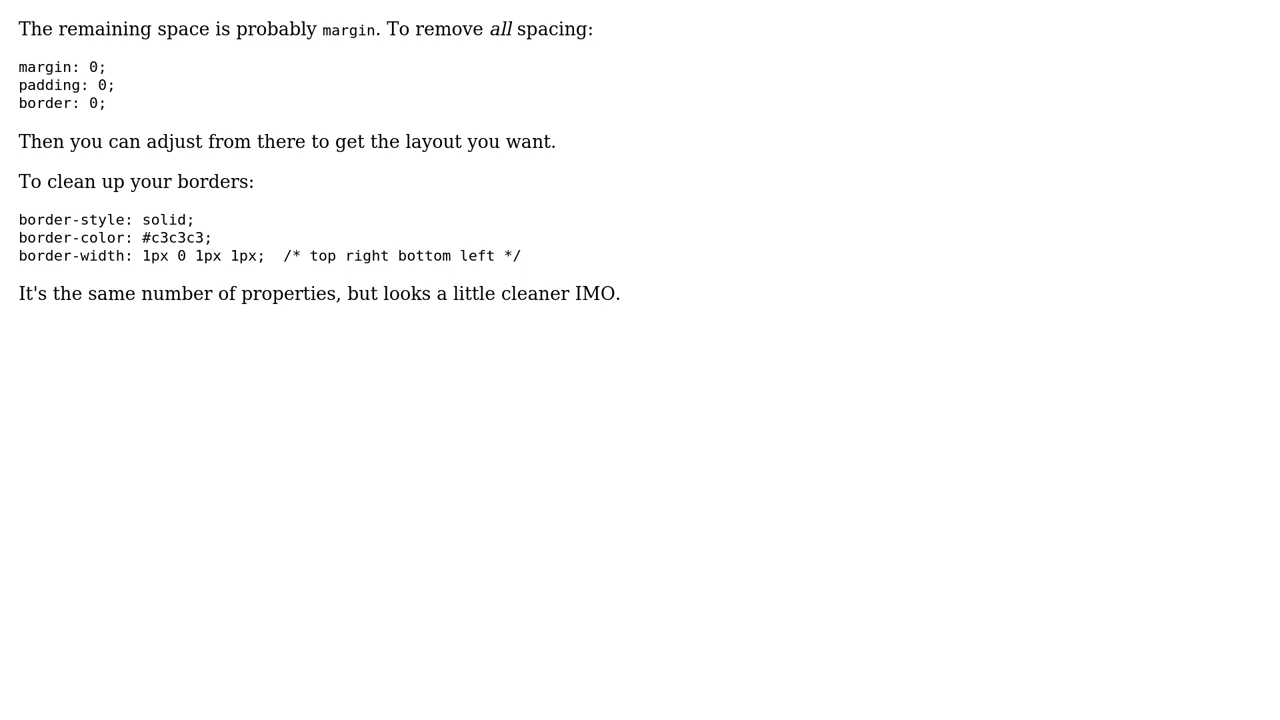 The remaining space is probably margin. To remove all spacing:
margin: 0;
padding: 0;
border: 0;
Then you can adjust from there to get the layout you want.
To clean up your borders:
border-style: solid;
border-color: #c3c3c3;
border-width: 1px 0 1px 1px;  /* top right bottom left */
It's the same number of properties, but looks a little cleaner IMO.